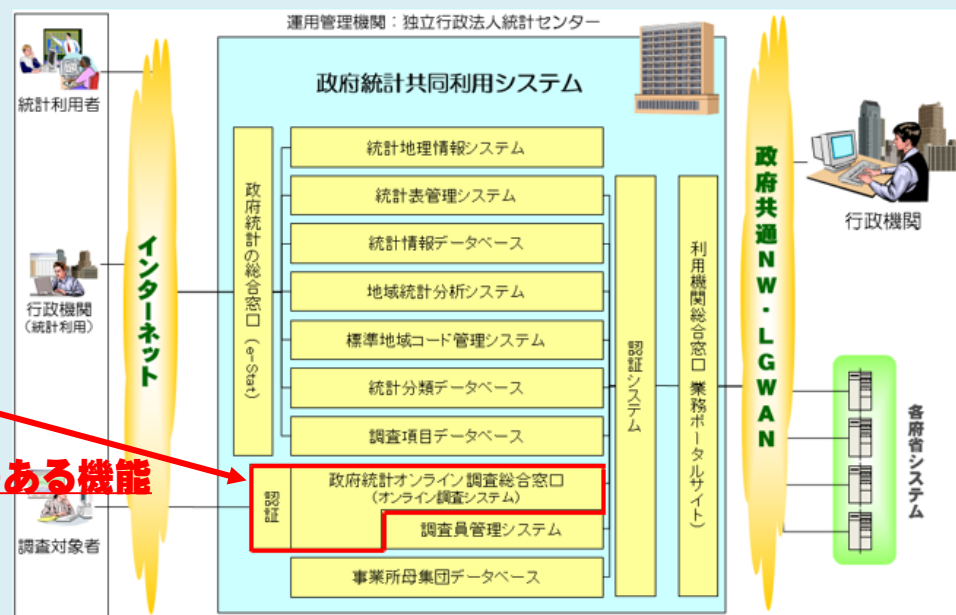 運用管理機関：独立行政法人統計センター
政府統計共同利用システム
統計利用者
行政機関
（統計利用）
調査対象者
インターネット
政府統計の総合窓口（e-Stat）
統計地理情報システム
統計表管理システム
統計情報データベース
地域統計分析システム
標準地域コード管理システム
統計分類データベース
調査項目データベース
ある機能
認証
政府統計オンライン調査総合窓口
（オンライン調査システム）
調査員管理システム
事業所母集団データベース
認証システム
利用機関総合窓口（業務ポータルサイト）
政府共通NW・LGWAN
行政機関
各府省システム